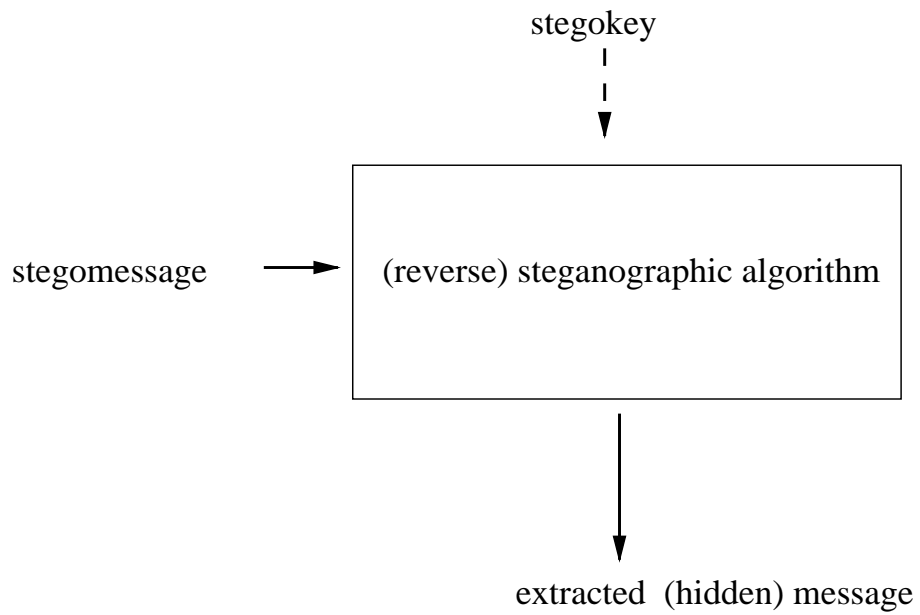 stegokey
stegomessage
(reverse) steganographic algorithm
extracted (hidden) message